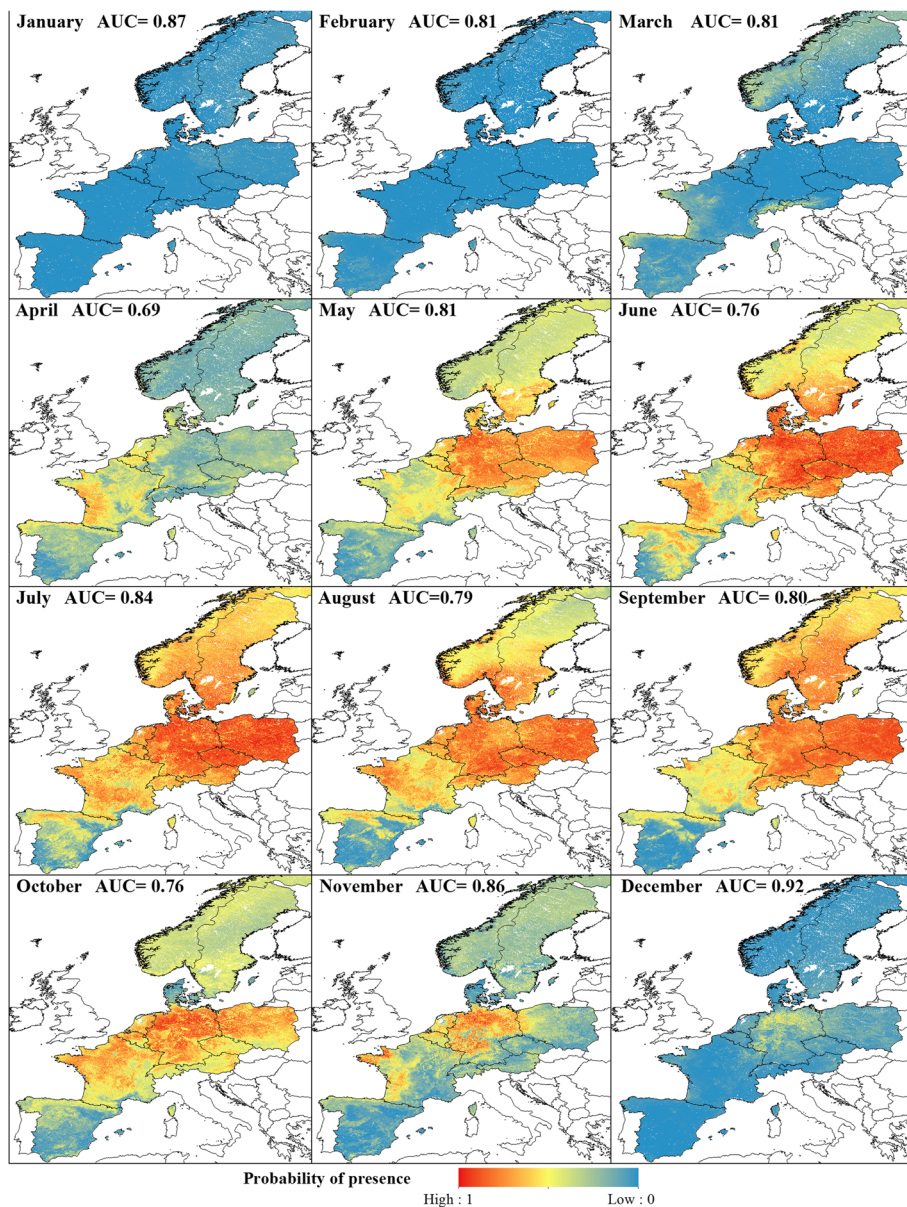 January AUC= 0.87
February AUC= 0.81
March AUC= 0.81
April AUC= 0.69
May AUC= 0.81
June AUC= 0.76
July AUC= 0.84
August AUC=0.79
September AUC= 0.80
October AUC= 0.76
November AUC= 0.86
December AUC= 0.92
Probability of presence
High : 1
Low : 0